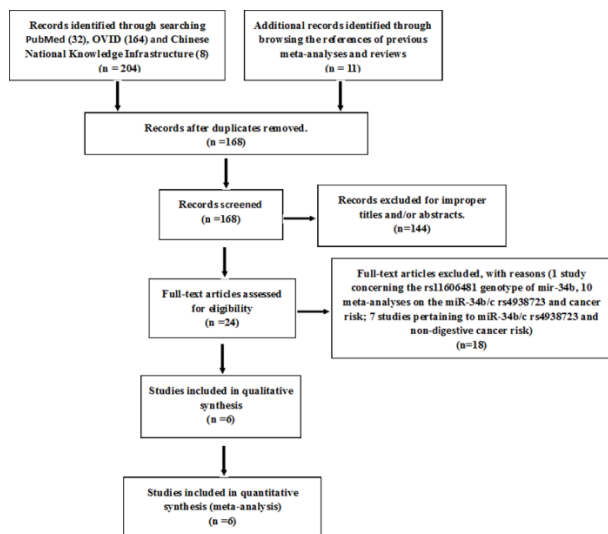 Records identified through searching
PubMed (32), OVID (164) and Chinese
National Knowledge Infrastructure (8)
(n = 204)
Additional records identified through
browsing the references of previous
meta-analyses and reviews
(n = 11)
Records after duplicates removed.
(n =168)
Records screened
(n =168)
Records excluded for improper
titles and/or abstracts.
(n=144)
Full-text articles assessed
for eligibility
(n =24)
Full-text articles excluded, with reasons (1
study concerning the rs11606481 genotype of mir-34b, 10
meta-analyses on the miR-34b/c rs4938723 and cancer
risk; 7 studies pertaining to miR-34b/c rs4938723 and
non-digestive cancer risk)
(n=18)
Studies included in qualitative
synthesis
(n =6)
Studies included in quantitative
synthesis (meta-analysis)
(n =6)